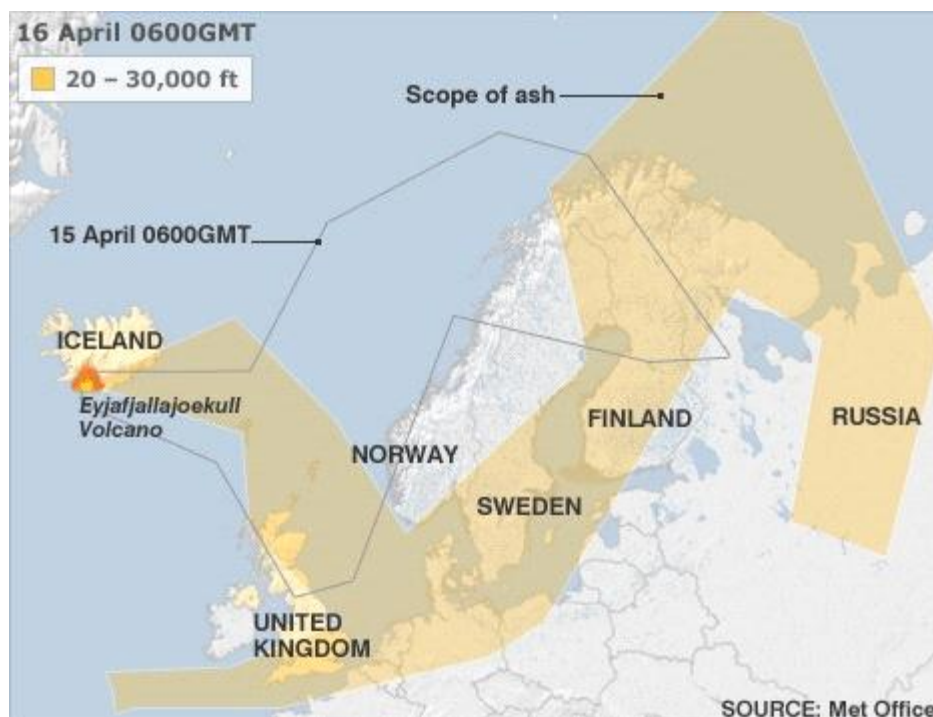 16 April 0600GMT
20 – 30,000 ft
Scope of ash
15 April 0600GMT
ICELAND
Eyjafjallajoekull
Volcano
NORWAY
FINLAND
RUSSIA
SWEDEN
UNITED
KINGDOM
SOURCE: Met Office